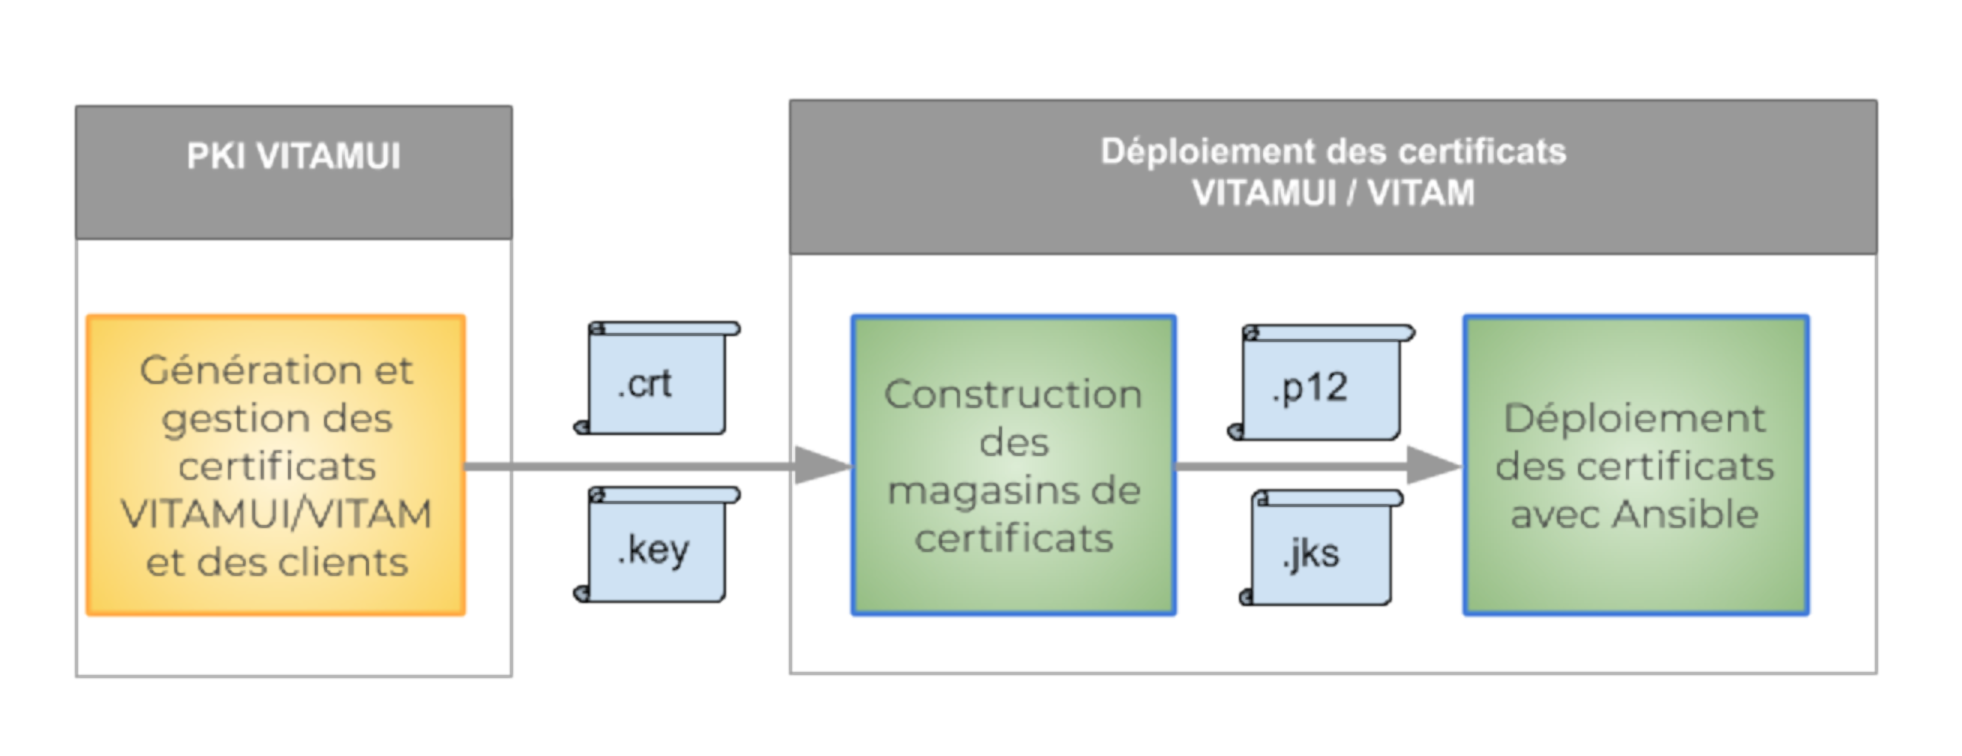 PKI VITAMUI
Déploiement des certificats
VITAMUI / VITAM
Génération et
gestion des
certificats
VITAMUI/VITAM
et des clients
.crt
.key
Construction
des
magasins de
certificats
.p12
.jks
Déploiement
des certificats
avec Ansible